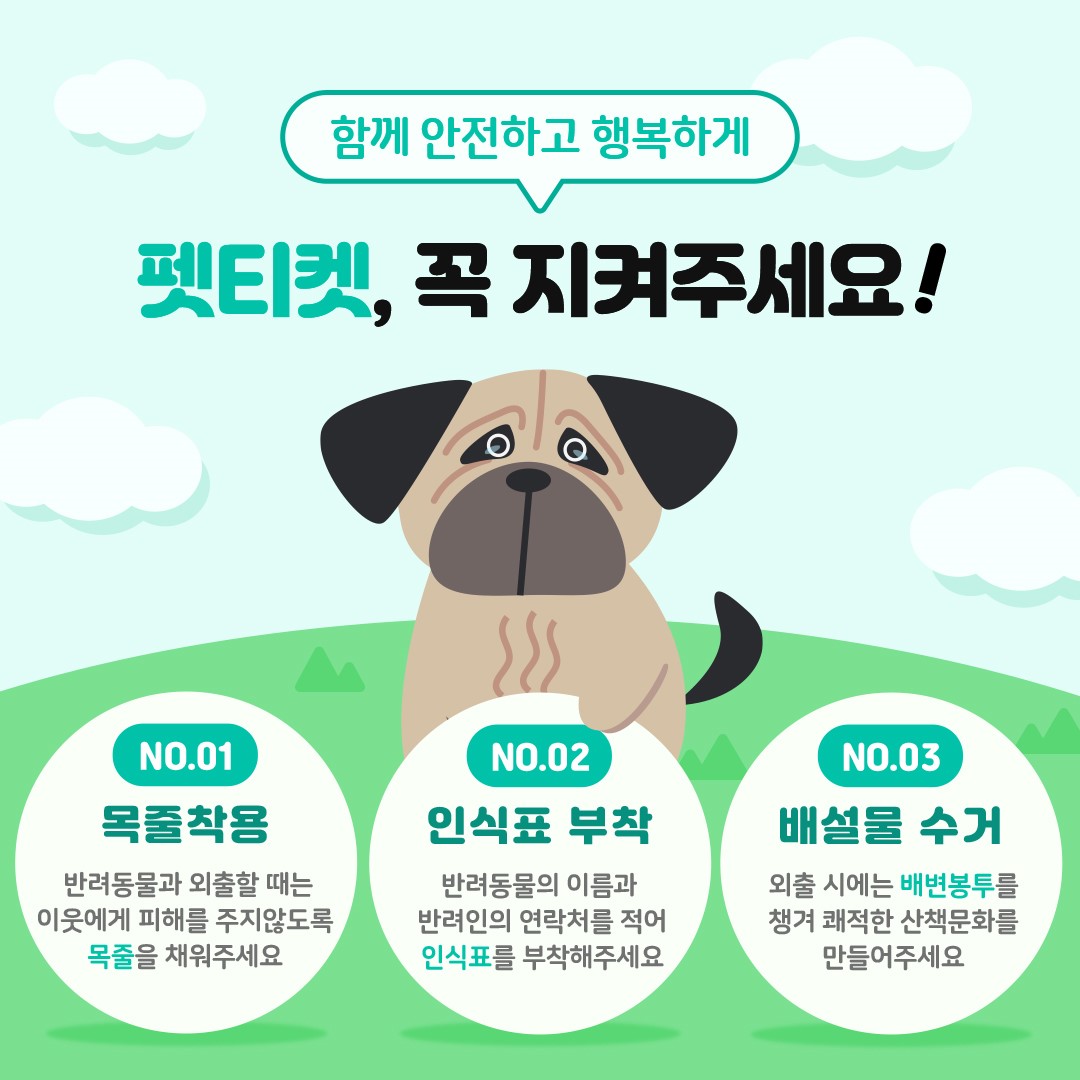 함께 안전하고 행복하게
펫티켓, 꼭 지켜주세요!
NO.01
목줄착용
반려동물과 외출할 때는
이웃에게 피해를 주지않도록
목줄을 채워주세요
NO.02
인식표 부착
반려동물의 이름과
반려인의 연락처를 적어
인식표를 부착해주세요
NO.03
배설물 수거
외출 시에는 배변봉투를
챙겨 쾌적한 산책문화를
만들어주세요